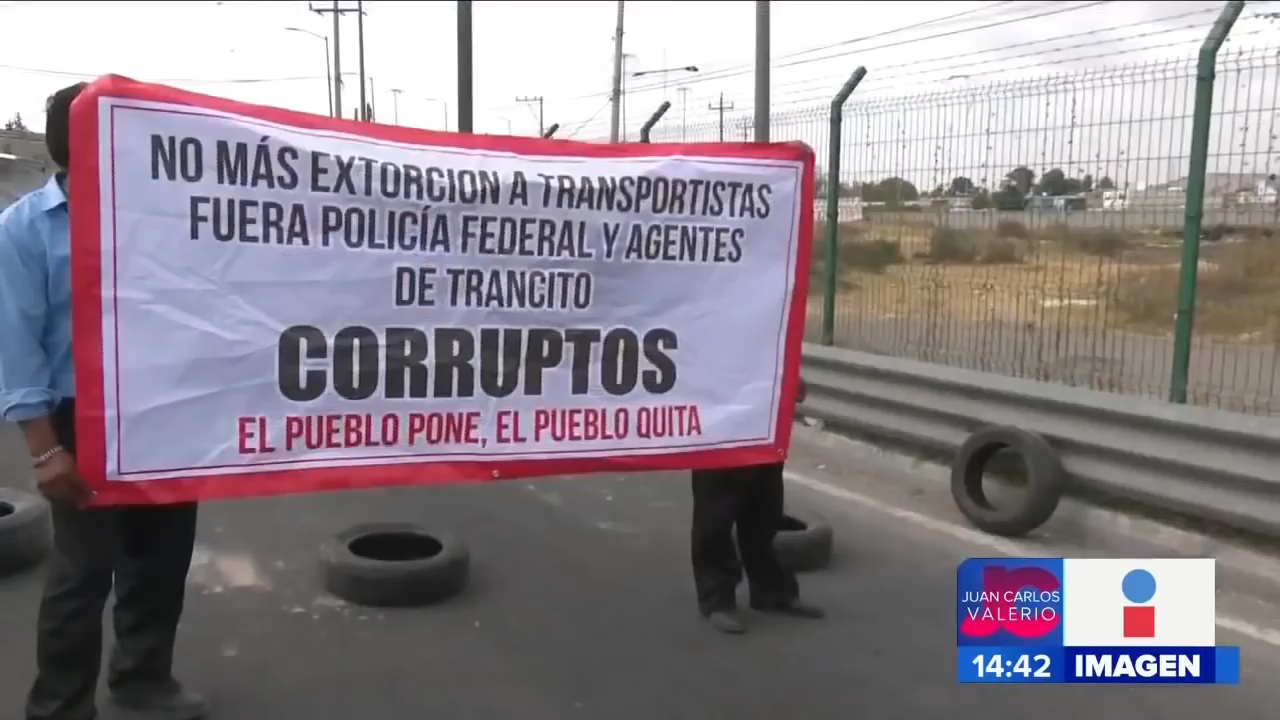 NO MÁS EXTORCION A TRANSPORTISTAS
FUERA POLICÍA FEDERAL Y AGENTES
DE TRANCITO
CORRUPTOS
EL PUEBLO PONE, EL PUEBLO QUITA
JUAN CARLOS
VALERIO
14:42 IMAGEN